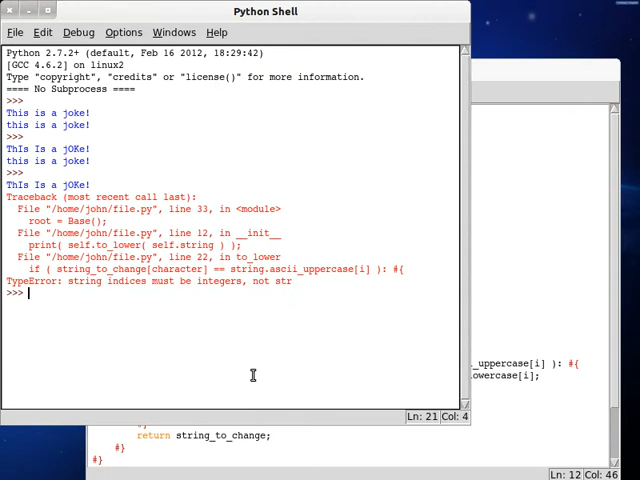 Python Shell
File Edit Debug Options Windows Help
Python 2.7.2+ (default, Feb 16 2012, 18:29:42)
[GCC 4.6.2] on linux2
Type "copyright", "credits" or "license()" for more information.
==== No Subprocess ====
>>>
This is a joke!
this is a joke!
>>>
ThIs Is a jOKe!
this is a joke!
>>>
ThIs Is a jOKe!
Traceback (most recent call last):
File "/home/john/file.py", line 33, in <module>
root = Base();
File "/home/john/file.py", line 12, in __init__
print( self.to_lower( self.string ) );
File "/home/john/file.py", line 22, in to_lower
if ( string_to_change[character] == string.ascii_uppercase[i] ): #{
TypeError: string indices must be integers, not str
>>>
Ln: 21 Col: 4
_uppercase[i] ): #{
owercase[i];
return string_to_change;
#}
#}
Ln: 12 Col: 46